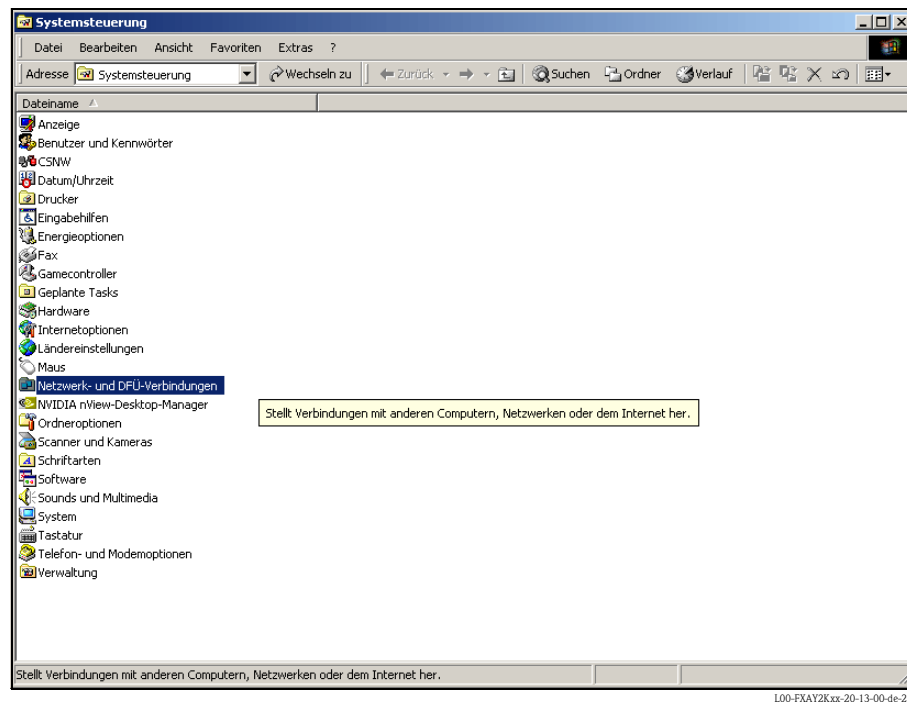 Systemsteuerung
Datei Bearbeiten Ansicht Favoriten Extras ?
Adresse Systemsteuerung Wechseln zu Zurück Suchen Ordner Verlauf
Dateiname
Anzeige
Benutzer und Kennwörter
CSNW
Datum/Uhrzeit
Drucker
Eingabehilfen
Energieoptionen
Fax
Gamecontroller
Geplante Tasks
Hardware
Internetoptionen
Ländereinstellungen
Maus
Netzwerk- und DFÜ-Verbindungen
NVIDIA nView-Desktop-Manager
Stellt Verbindungen mit anderen Computern, Netzwerken oder dem Internet her.
Ordneroptionen
Scanner und Kameras
Schriftarten
Software
Sounds und Multimedia
System
Tastatur
Telefon- und Modemoptionen
Verwaltung
Stellt Verbindungen mit anderen Computern, Netzwerken oder dem Internet her.
L00-FXAY2Kxx-20-13-00-de-2